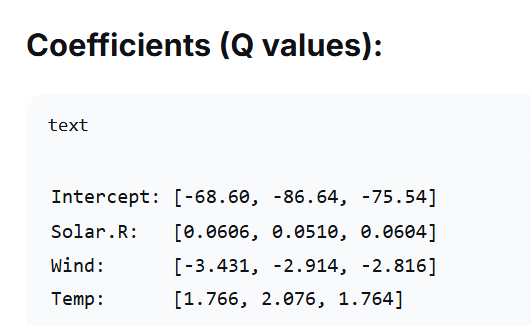 Coefficients (Q values):
text
Intercept: [-68.60, -86.64, -75.54]
Solar.R:   [0.0606, 0.0510, 0.0604]
Wind:      [-3.431, -2.914, -2.816]
Temp:      [1.766, 2.076, 1.764]